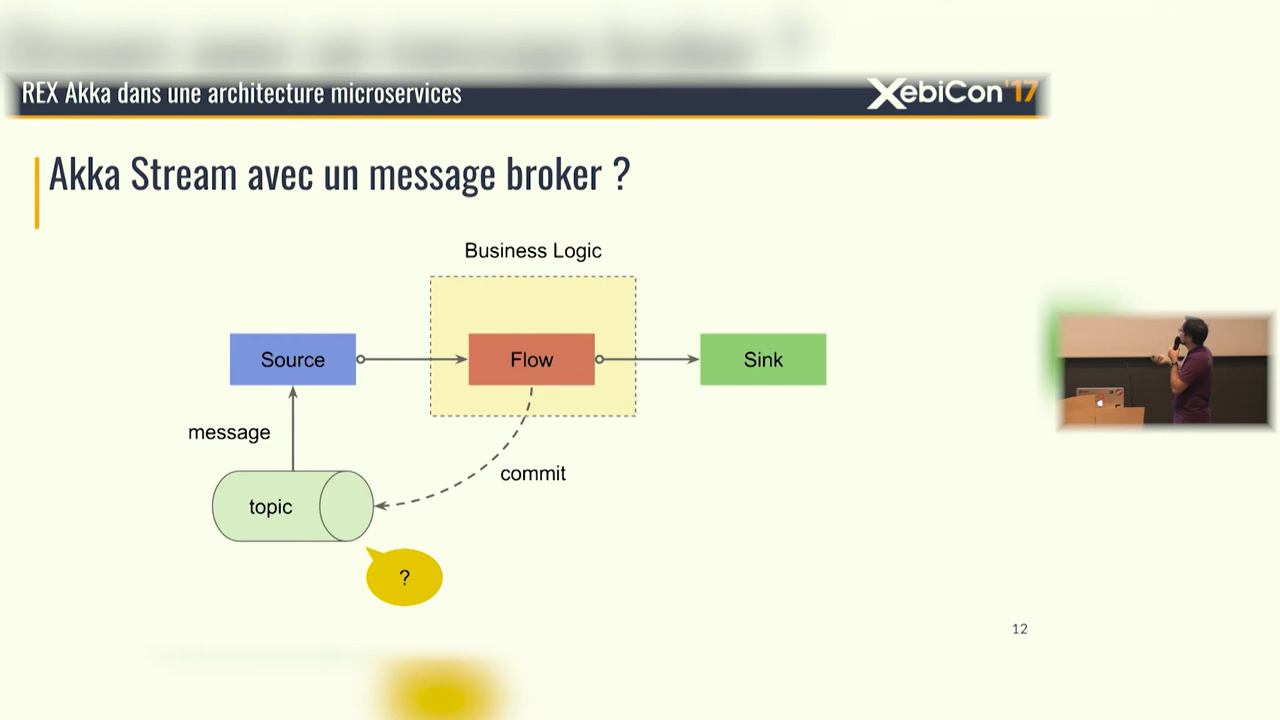 REX Akka dans une architecture microservices
XebiCon'17
Akka Stream avec un message broker ?
Business Logic
Source
Flow
Sink
message
commit
topic
?
12